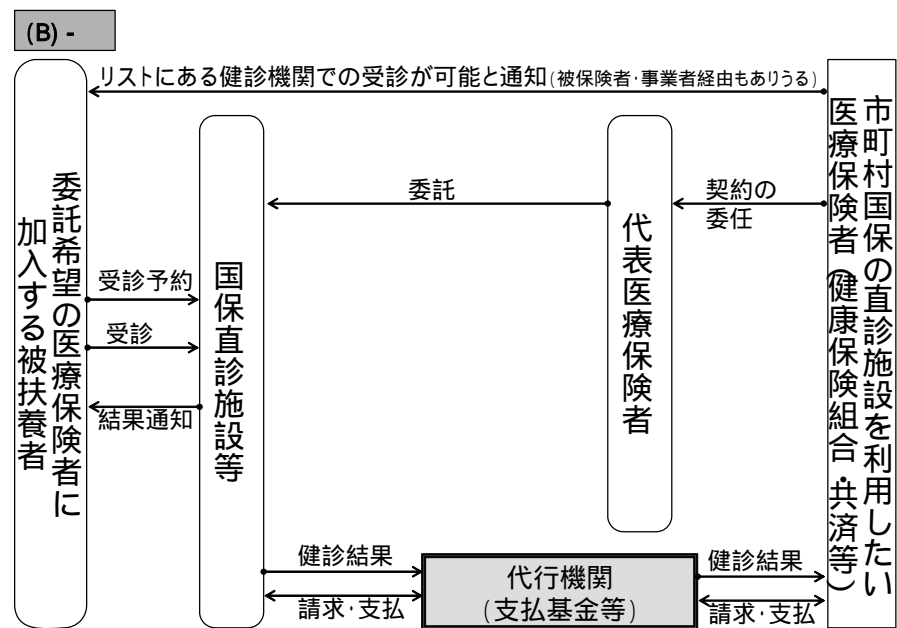 (B) -
リストにある健診機関での受診が可能と通知(被保険者・事業者経由もありうる)
委託希望の医療保険者に
加入する被扶養者
受診予約
受診
結果通知
国保直診施設等
委託
代表医療保険者
契約の
委任
市町村国保の直診施設を利用したい
医療保険者(健康保険組合・共済等)
健診結果
請求・支払
代行機関
(支払基金等)
健診結果
請求・支払